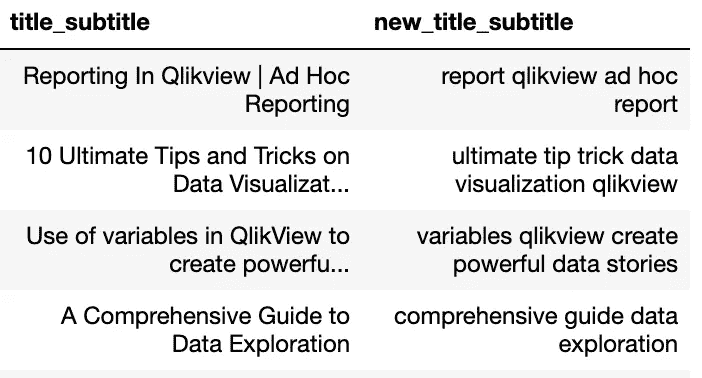 title_subtitle new_title_subtitle
Reporting In Qlikview | Ad Hoc
Reporting
report qlikview ad hoc
report
10 Ultimate Tips and Tricks on
Data Visualizat...
ultimate tip trick data
visualization qlikview
Use of variables in QlikView to
create powerfu...
variables qlikview create
powerful data stories
A Comprehensive Guide to
Data Exploration
comprehensive guide data
exploration